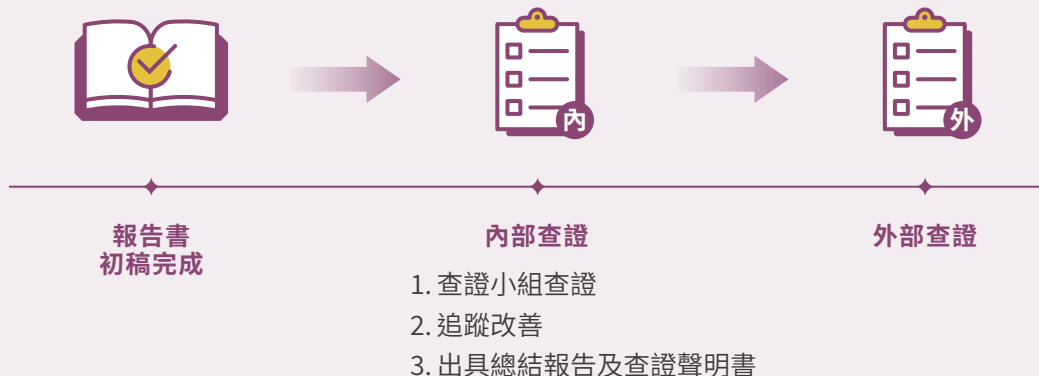 內
外
報告書
初稿完成
內部查證
外部查證
1. 查證小組查證
2. 追蹤改善
3. 出具總結報告及查證聲明書